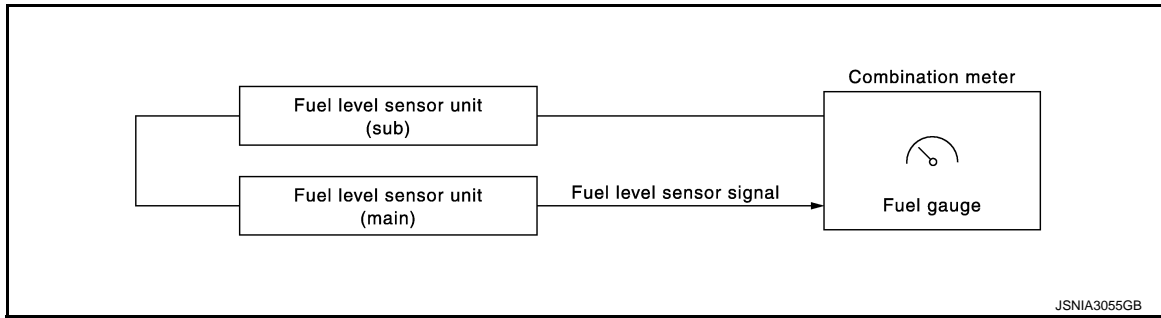 Combination meter
Fuel level sensor unit
(sub)
Fuel level sensor unit
(main)
Fuel level sensor signal
Fuel gauge
JSNIA3055GB